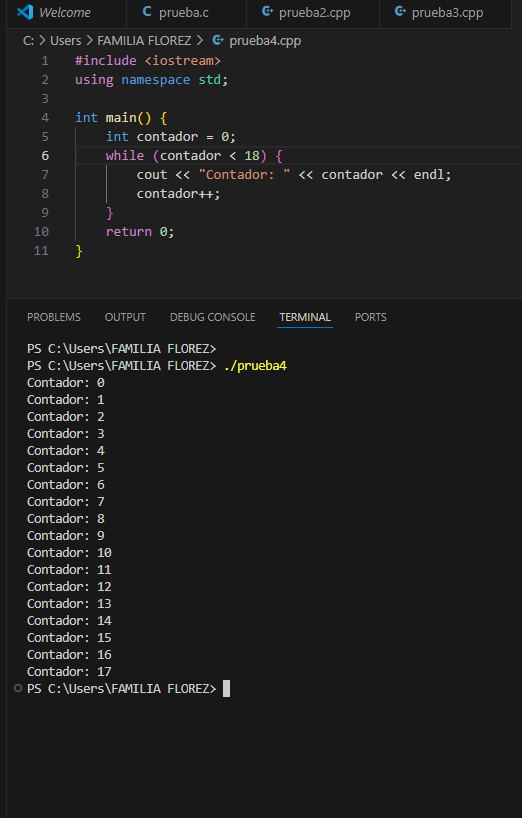 Welcome prueba.c prueba2.cpp prueba3.cpp
C: > Users > FAMILIA FLOREZ > prueba4.cpp
1 #include <iostream>
2 using namespace std;
3
4 int main() {
5 int contador = 0;
6 while (contador < 18) {
7 cout << "Contador: " << contador << endl;
8 contador++;
9 }
10 return 0;
11 }
PROBLEMS OUTPUT DEBUG CONSOLE TERMINAL PORTS
PS C:\Users\FAMILIA FLOREZ>
PS C:\Users\FAMILIA FLOREZ> ./prueba4
Contador: 0
Contador: 1
Contador: 2
Contador: 3
Contador: 4
Contador: 5
Contador: 6
Contador: 7
Contador: 8
Contador: 9
Contador: 10
Contador: 11
Contador: 12
Contador: 13
Contador: 14
Contador: 15
Contador: 16
Contador: 17
PS C:\Users\FAMILIA FLOREZ>